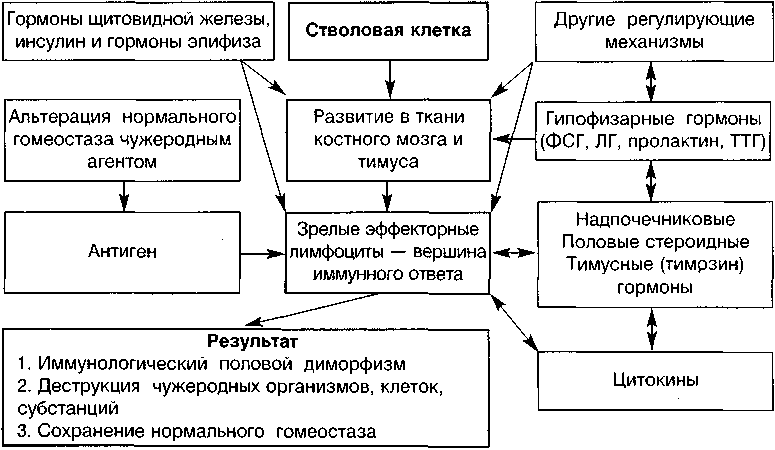 Гормоны щитовидной железы,
инсулин и гормоны эпифиза
Стволовая клетка
Другие регулирующие
механизмы
Альтерация нормального
гомеостаза чужеродным
агентом
Развитие в ткани
костного мозга и
тимуса
Гипофизарные гормоны
(ФСГ, ЛГ, пролактин, ТТГ)
Антиген
Зрелые эффекторные
лимфоциты — вершина
иммунного ответа
Надпочечниковые
Половые стероидные
Тимусные (тимозин)
гормоны
Результат
1. Иммунологический половой диморфизм
2. Деструкция чужеродных организмов, клеток,
субстанций
3. Сохранение нормального гомеостаза
Цитокины